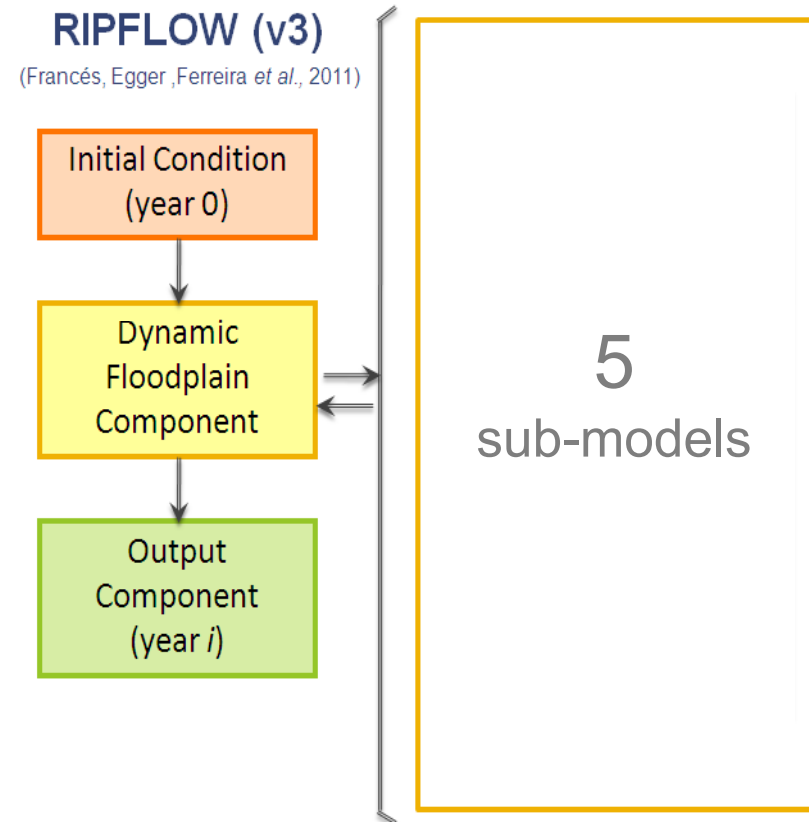 RIPFLOW (v3)
(Francés, Egger ,Ferreira et al., 2011)
Initial Condition
(year 0)
Dynamic
Floodplain
Component
Output
Component
(year i)
5
sub-models